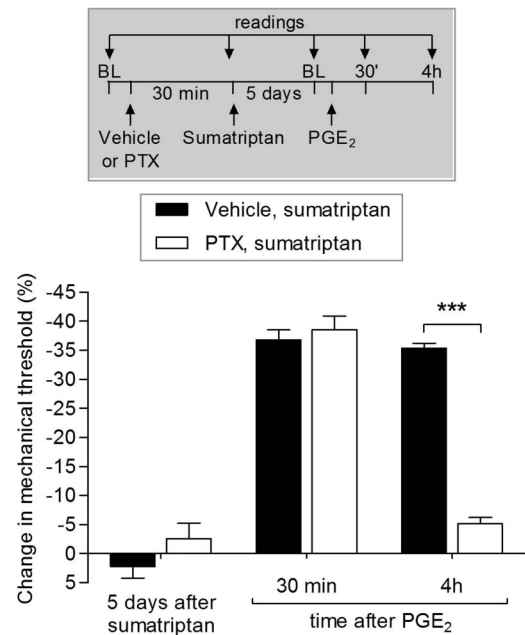 readings
BL BL 30' 4h
30 min 5 days
Vehicle
or PTX
Sumatriptan
PGE₂
Vehicle, sumatriptan
PTX, sumatriptan
Change in mechanical threshold (%)
-45
-40
-35
-30
-25
-20
-15
-10
-5
0
5
***
5 days after
sumatriptan
30 min
4h
time after PGE₂